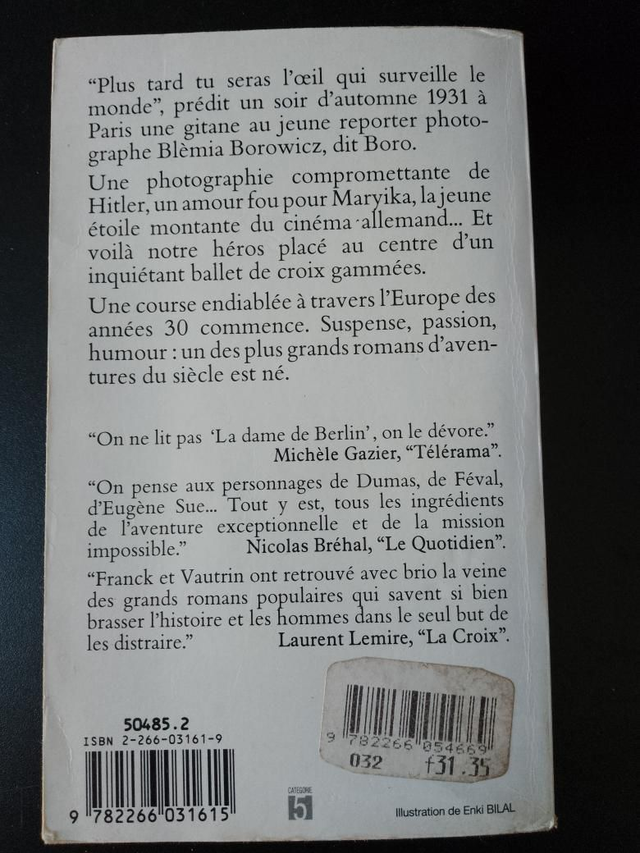 “Plus tard tu seras l’œil qui surveille le
monde”, prédit un soir d’automne 1931 à
Paris une gitane au jeune reporter photo-
graphe Blèmia Borowicz, dit Boro.
Une photographie compromettante de
Hitler, un amour fou pour Maryika, la jeune
étoile montante du cinéma allemand... Et
voilà notre héros placé au centre d’un
inquiétant ballet de croix gammées.
Une course endiablée à travers l’Europe des
années 30 commence. Suspense, passion,
humour : un des plus grands romans d’aven-
tures du siècle est né.
“On ne lit pas ‘La dame de Berlin’, on le dévore.”
Michèle Gazier, “Télérama”.
“On pense aux personnages de Dumas, de Féval,
d’Eugène Sue... Tout y est, tous les ingrédients
de l’aventure exceptionnelle et de la mission
impossible.” Nicolas Bréhal, “Le Quotidien”.
“Franck et Vautrin ont retrouvé avec brio la veine
des grands romans populaires qui savent si bien
brasser l’histoire et les hommes dans le seul but de
les distraire.” Laurent Lemire, “La Croix”.
50485.2
ISBN 2-266-03161-9
9 782266 031615
9 782266 054669
032 f31.35
CATÉGORIE
5
Illustration de Enki BILAL